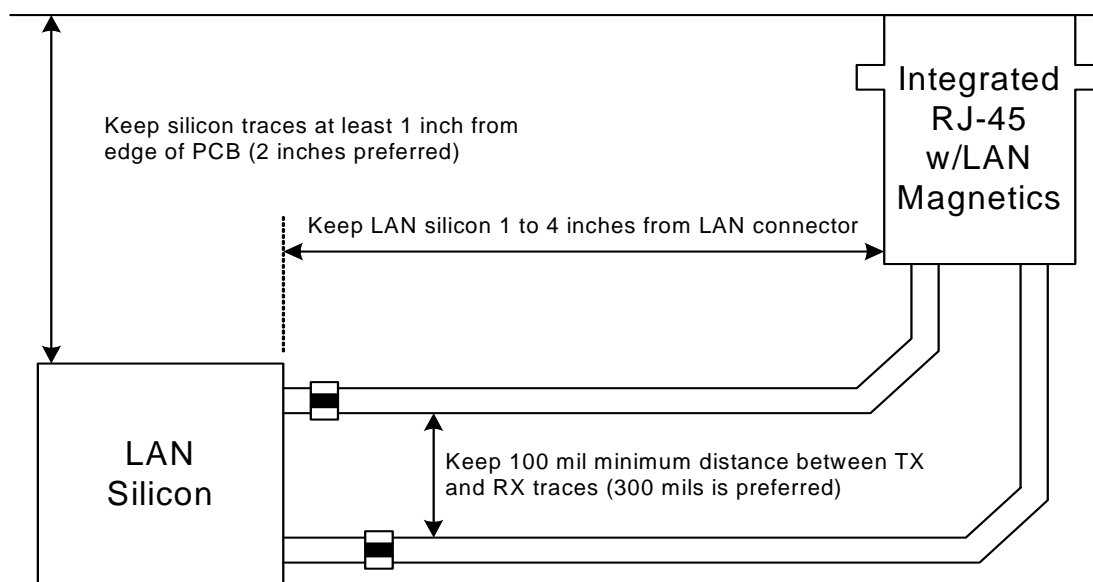 Integrated
RJ-45
w/LAN
Magnetics
Keep silicon traces at least 1 inch from
edge of PCB (2 inches preferred)
Keep LAN silicon 1 to 4 inches from LAN connector
LAN
Silicon
Keep 100 mil minimum distance between TX
and RX traces (300 mils is preferred)